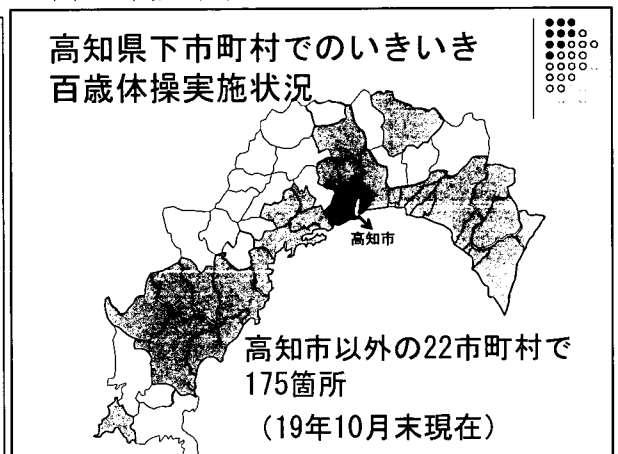 高知県下市町村でのいきいき
百歳体操実施状況
高知市
高知市以外の22市町村で
175箇所
（19年10月末現在）